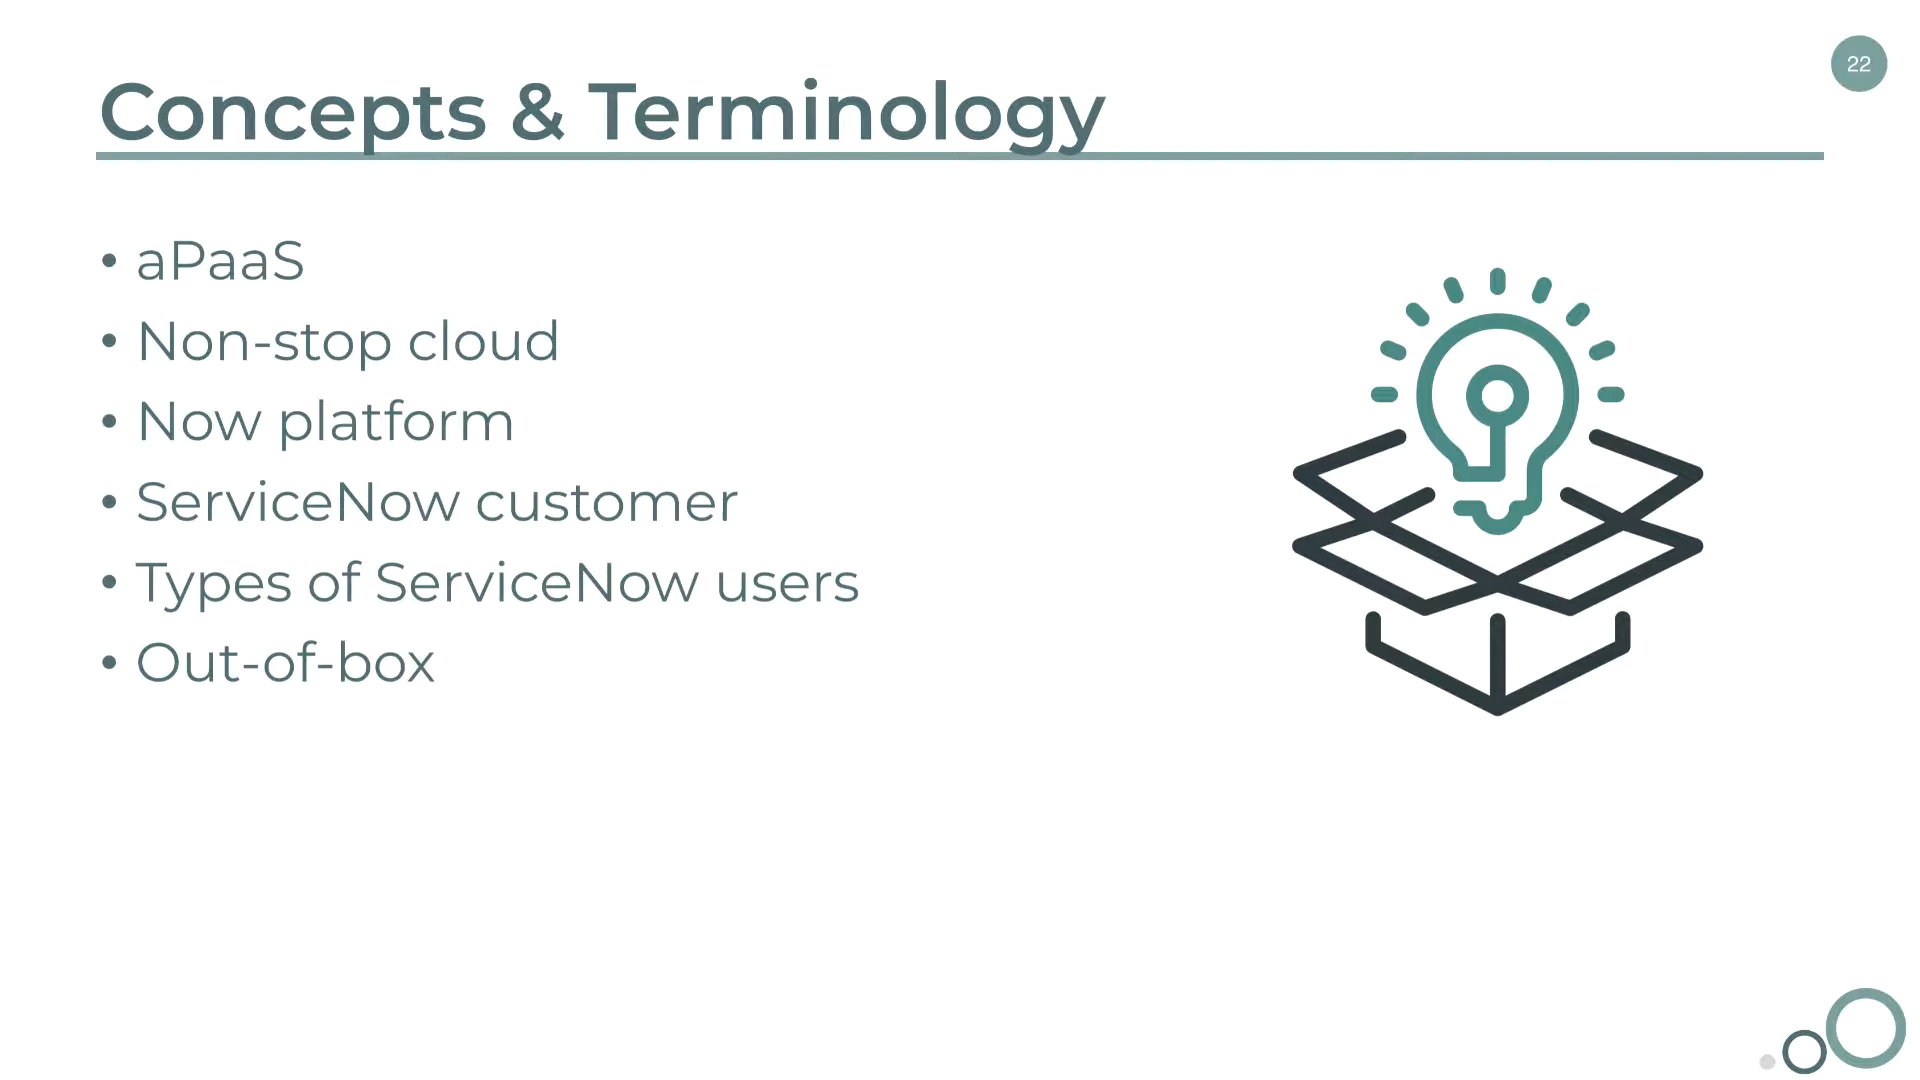 22
Concepts & Terminology
• aPaaS
• Non-stop cloud
• Now platform
• ServiceNow customer
• Types of ServiceNow users
• Out-of-box